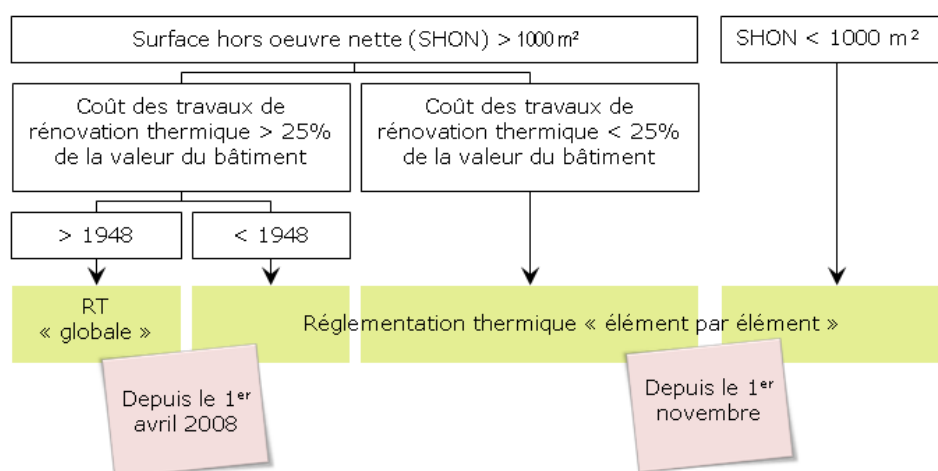 Surface hors oeuvre nette (SHON) > 1000 m²
SHON < 1000 m²
Coût des travaux de
rénovation thermique > 25%
de la valeur du bâtiment
Coût des travaux de
rénovation thermique < 25%
de la valeur du bâtiment
> 1948
< 1948
RT
« globale »
Réglementation thermique « élément par élément »
Depuis le 1er
avril 2008
Depuis le 1er
novembre